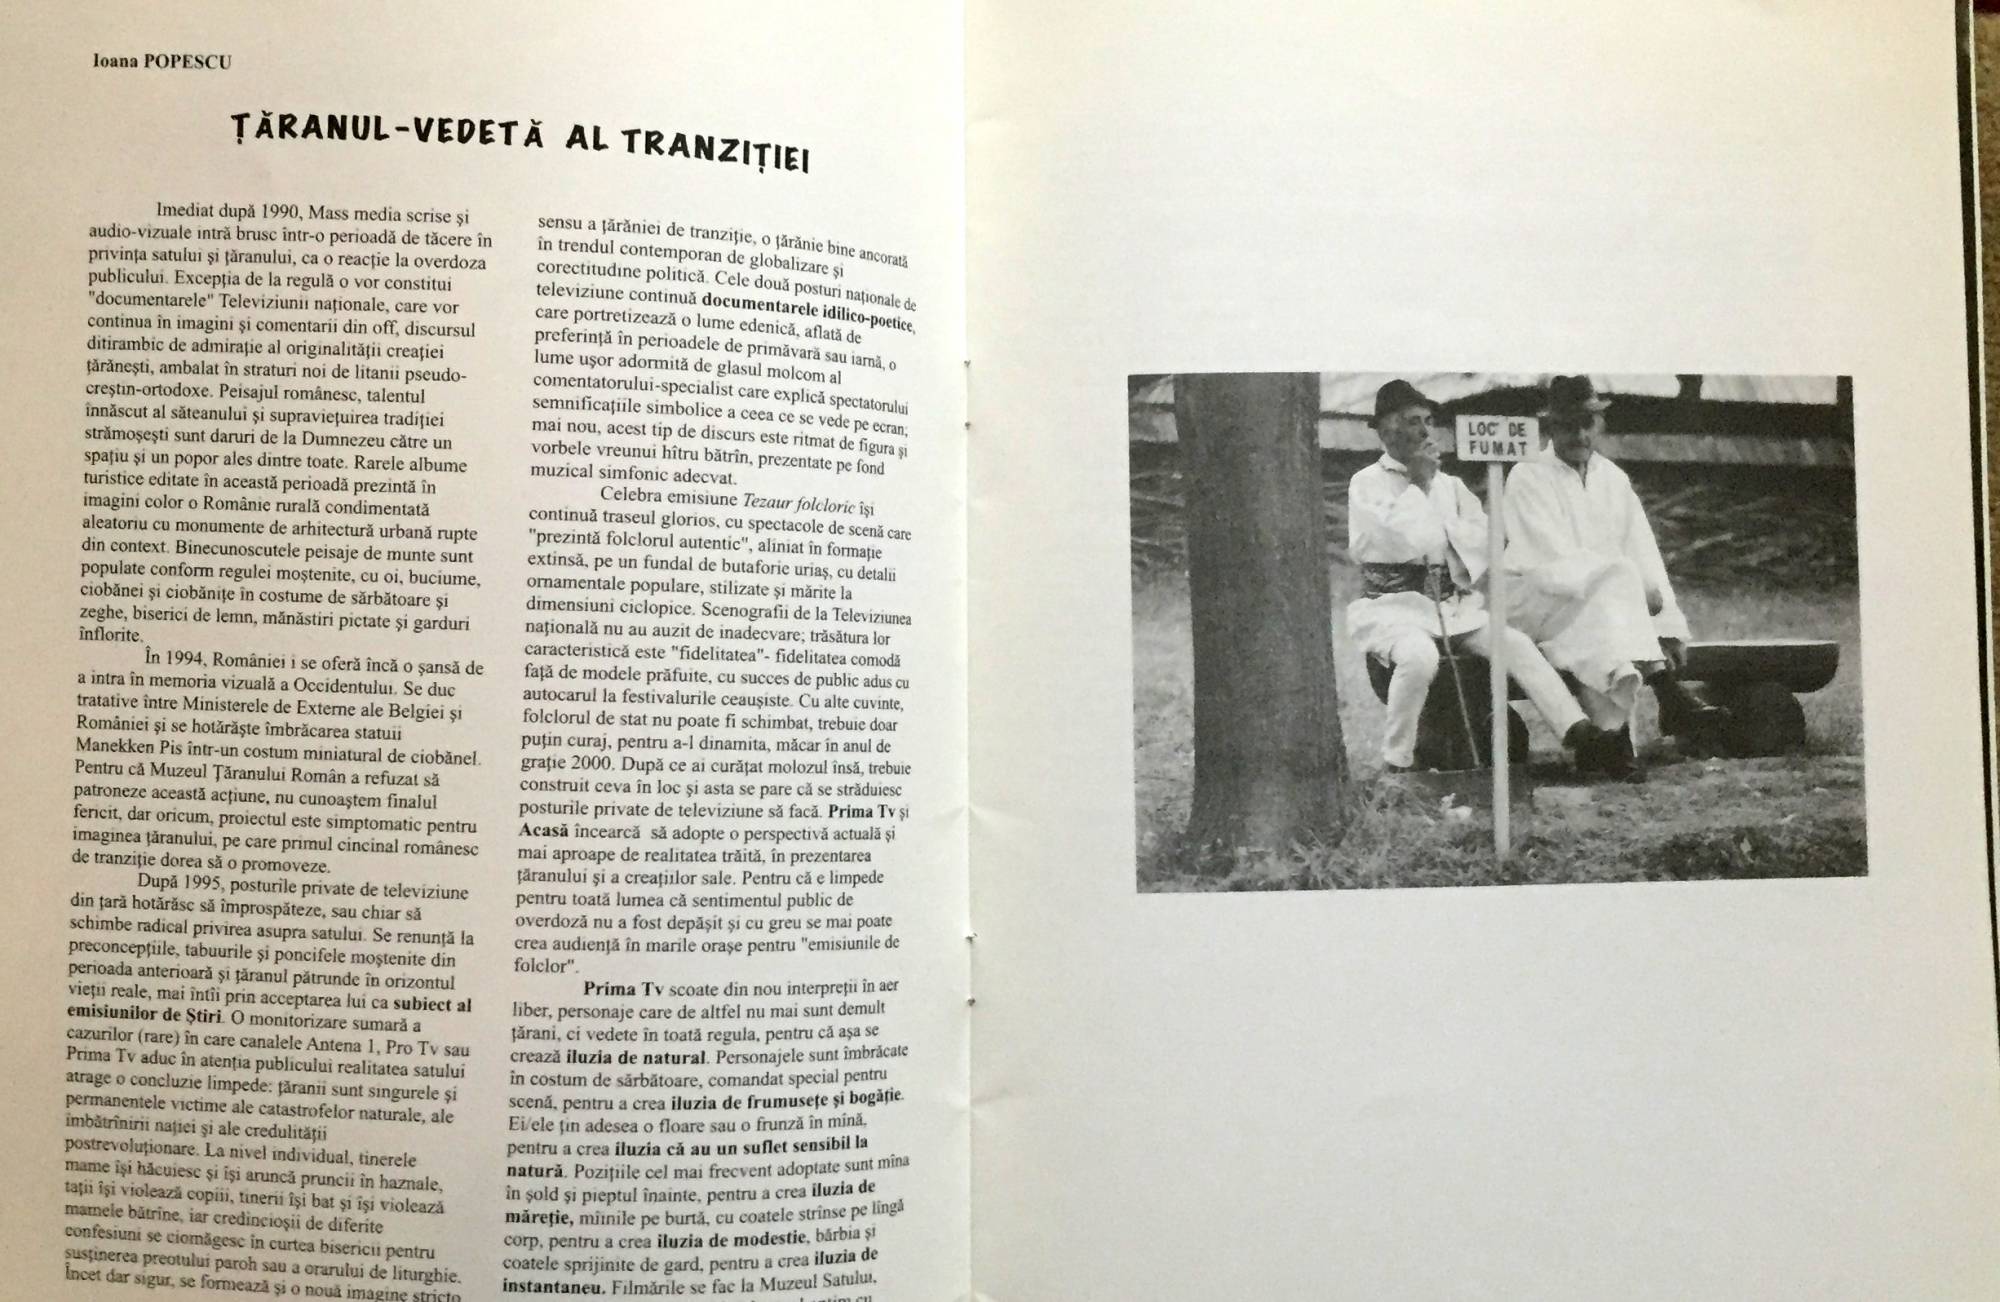 Ioana POPESCU
ȚĂRANUL-VEDETĂ AL TRANZIȚIEI
Imediat după 1990, Mass media scrise și
audio-vizuale intră brusc într-o perioadă de tăcere în
privința satului și țăranului, ca o reacție la overdoza
publicului. Excepția de la regulă o vor constitui
"documentarele" Televiziunii naționale, care vor
continua în imagini și comentarii din off, discursul
ditirambic de admirație al originalității creației
țărănești, ambalat în straturi noi de litanii pseudo-
creștin-ortodoxe. Peisajul românesc, talentul
înnăscut al săteanului și supraviețuirea tradiției
strămoșești sunt daruri de la Dumnezeu către un
spațiu și un popor ales dintre toate. Rarele albume
turistice editate în această perioadă prezintă în
imagini color o Românie rurală condimentată
aleatoriu cu monumente de arhitectură urbană rupte
din context. Binecunoscutele peisaje de munte sunt
populate conform regulei moștenite, cu oi, buciume,
ciobănei și ciobănițe în costume de sărbătoare și
zeghe, biserici de lemn, mănăstiri pictate și garduri
înflorite.
În 1994, României i se oferă încă o șansă de
a intra în memoria vizuală a Occidentului. Se duc
tratative între Ministerele de Externe ale Belgiei și
României și se hotărăște îmbrăcarea statuii
Manekken Pis într-un costum miniatural de ciobănel.
Pentru că Muzeul Țăranului Român a refuzat să
patroneze această acțiune, nu cunoaștem finalul
fericit, dar oricum, proiectul este simptomatic pentru
imaginea țăranului, pe care primul cincinal românesc
de tranziție dorea să o promoveze.
După 1995, posturile private de televiziune
din țară hotărăsc să împrospăteze, sau chiar să
schimbe radical privirea asupra satului. Se renunță la
preconcepțiile, tabuurile și poncifele moștenite din
perioada anterioară și țăranul pătrunde în orizontul
vieții reale, mai întîi prin acceptarea lui ca subiect al
emisiunilor de Știri. O monitorizare sumară a
cazurilor (rare) în care canalele Antena 1, Pro Tv sau
Prima Tv aduc în atenția publicului realitatea satului
atrage o concluzie limpede: țăranii sunt singurele și
permanentele victime ale catastrofelor naturale, ale
îmbătrînirii nației și ale credulității
postrevoluționare. La nivel individual, tinerele
mame își hăcuiesc și își aruncă pruncii în haznale,
tații își violează copiii, tinerii își bat și își violează
mamele bătrîne, iar credincioșii de diferite
confesiuni se ciomăgesc în curtea bisericii pentru
susținerea preotului paroh sau a orarului de liturghie.
Încet dar sigur, se formează și o nouă imagine stricto
sensu a țărăniei de tranziție, o țărănie bine ancorată
în trendul contemporan de globalizare și
corectitudine politică. Cele două posturi naționale de
televiziune continuă documentarele idilico-poetice,
care portretizează o lume edenică, aflată de
preferință în perioadele de primăvară sau iarnă, o
lume ușor adormită de glasul molcom al
comentatorului-specialist care explică spectatorului
semnificațiile simbolice a ceea ce se vede pe ecran;
mai nou, acest tip de discurs este ritmat de figura și
vorbele vreunui hîtru bătrîn, prezentate pe fond
muzical simfonic adecvat.
Celebra emisiune Tezaur folcloric își
continuă traseul glorios, cu spectacole de scenă care
"prezintă folclorul autentic", aliniat în formație
extinsă, pe un fundal de butaforie uriaș, cu detalii
ornamentale populare, stilizate și mărite la
dimensiuni ciclopice. Scenografii de la Televiziunea
națională nu au auzit de inadecvare; trăsătura lor
caracteristică este "fidelitatea"- fidelitatea comodă
față de modele prăfuite, cu succes de public adus cu
autocarul la festivalurile ceaușiste. Cu alte cuvinte,
folclorul de stat nu poate fi schimbat, trebuie doar
puțin curaj, pentru a-l dinamita, măcar în anul de
grație 2000. După ce ai curățat molozul însă, trebuie
construit ceva în loc și asta se pare că se străduiesc
posturile private de televiziune să facă. Prima Tv și
Acasă încearcă să adopte o perspectivă actuală și
mai aproape de realitatea trăită, în prezentarea
țăranului și a creațiilor sale. Pentru că e limpede
pentru toată lumea că sentimentul public de
overdoză nu a fost depășit și cu greu se mai poate
crea audiență în marile orașe pentru "emisiunile de
folclor".
Prima Tv scoate din nou interpreții în aer
liber, personaje care de altfel nu mai sunt demult
țărani, ci vedete în toată regula, pentru că așa se
crează iluzia de natural. Personajele sunt îmbrăcate
în costum de sărbătoare, comandat special pentru
scenă, pentru a crea iluzia de frumusețe și bogăție.
Ei/ele țin adesea o floare sau o frunză în mînă,
pentru a crea iluzia că au un suflet sensibil la
natură. Pozițiile cel mai frecvent adoptate sunt mîna
în șold și pieptul înainte, pentru a crea iluzia de
măreție, mîinile pe burtă, cu coatele strînse pe lîngă
corp, pentru a crea iluzia de modestie, bărbia și
coatele sprijinite de gard, pentru a crea iluzia de
instantaneu. Filmările se fac la Muzeul Satului,
LOC DE
FUMAT